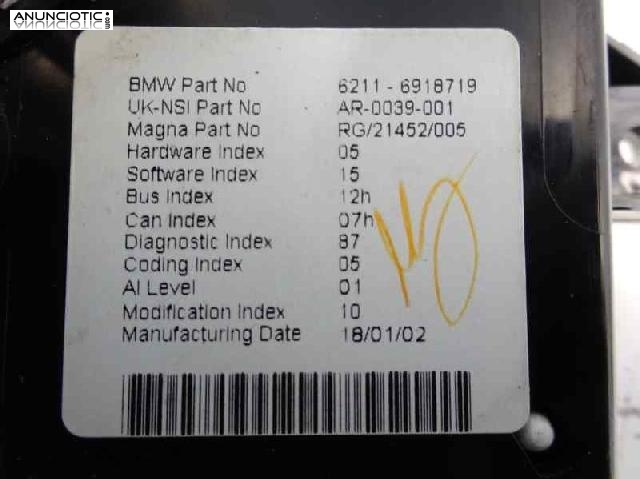 ANUNCIOTIC
BMW Part No 6211 - 6918719
UK-NSI Part No AR-0039-001
Magna Part No RG/21452/005
Hardware Index 05
Software Index 15
Bus Index 12h
Can Index 07h
Diagnostic Index 87
Coding Index 05
AI Level 01
Modification Index 10
Manufacturing Date 18/01/02